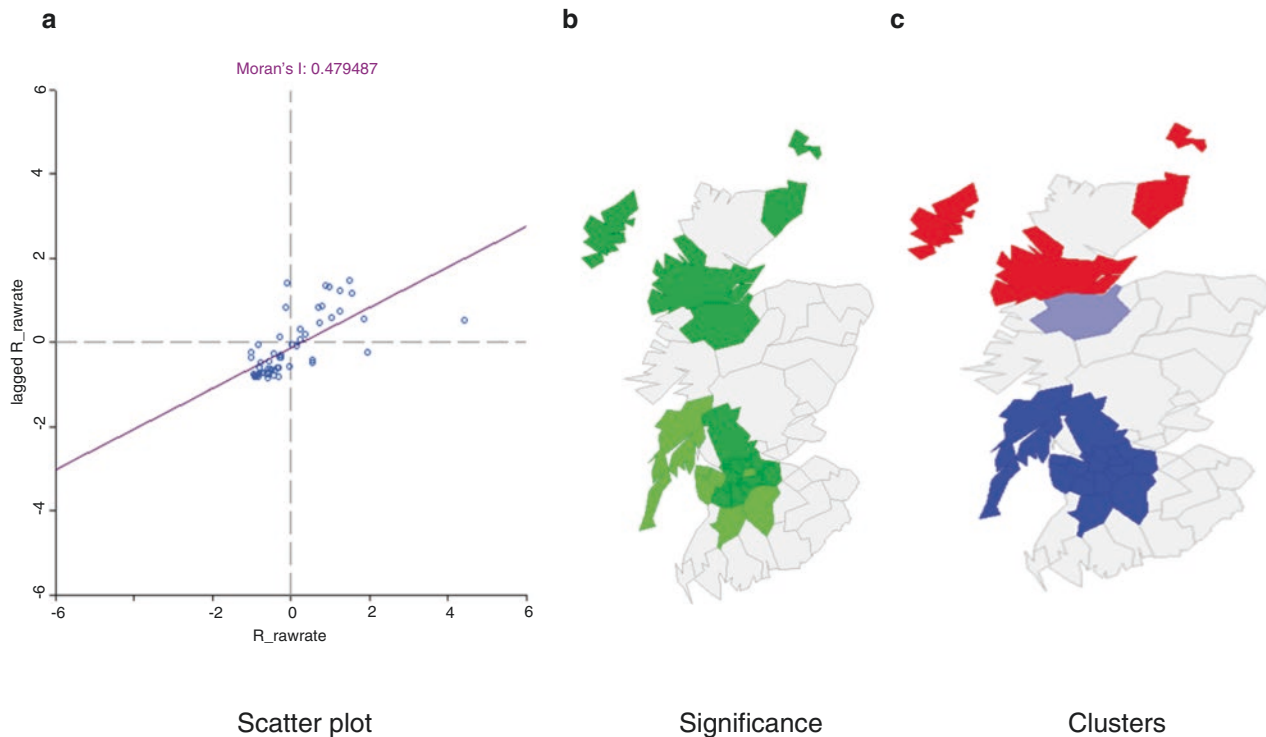 a
b
c
Moran's I: 0.479487
6
4
2
0
-2
-4
-6
lagged R_rawrate
-6
-2
0
2
4
6
R_rawrate
Scatter plot
Significance
Clusters